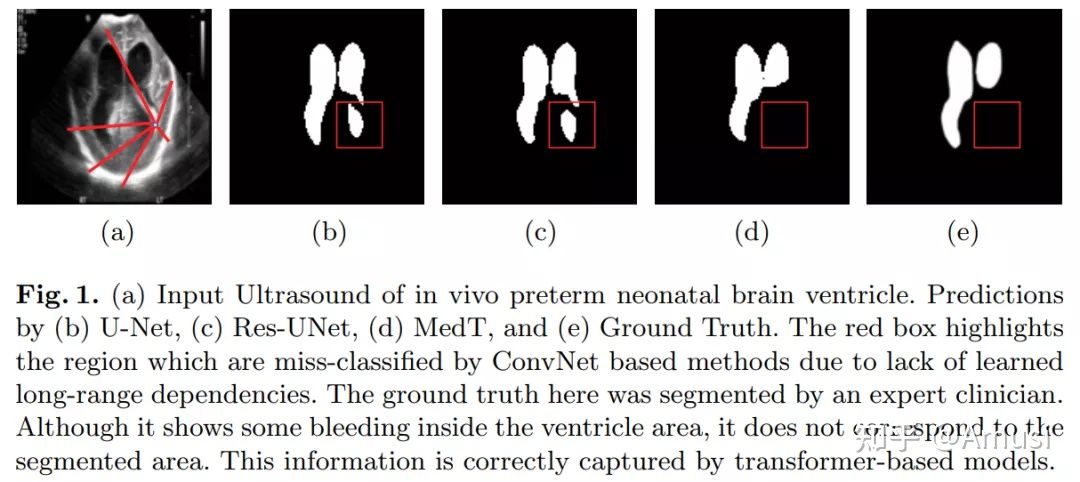 (a) (b) (c) (d) (e)
Fig. 1. (a) Input Ultrasound of in vivo preterm neonatal brain ventricle. Predictions
by (b) U-Net, (c) Res-UNet, (d) MedT, and (e) Ground Truth. The red box highlights
the region which are miss-classified by ConvNet based methods due to lack of learned
long-range dependencies. The ground truth here was segmented by an expert clinician.
Although it shows some bleeding inside the ventricle area, it does not correspond to the
segmented area. This information is correctly captured by transformer-based models.
知乎 @Amusi